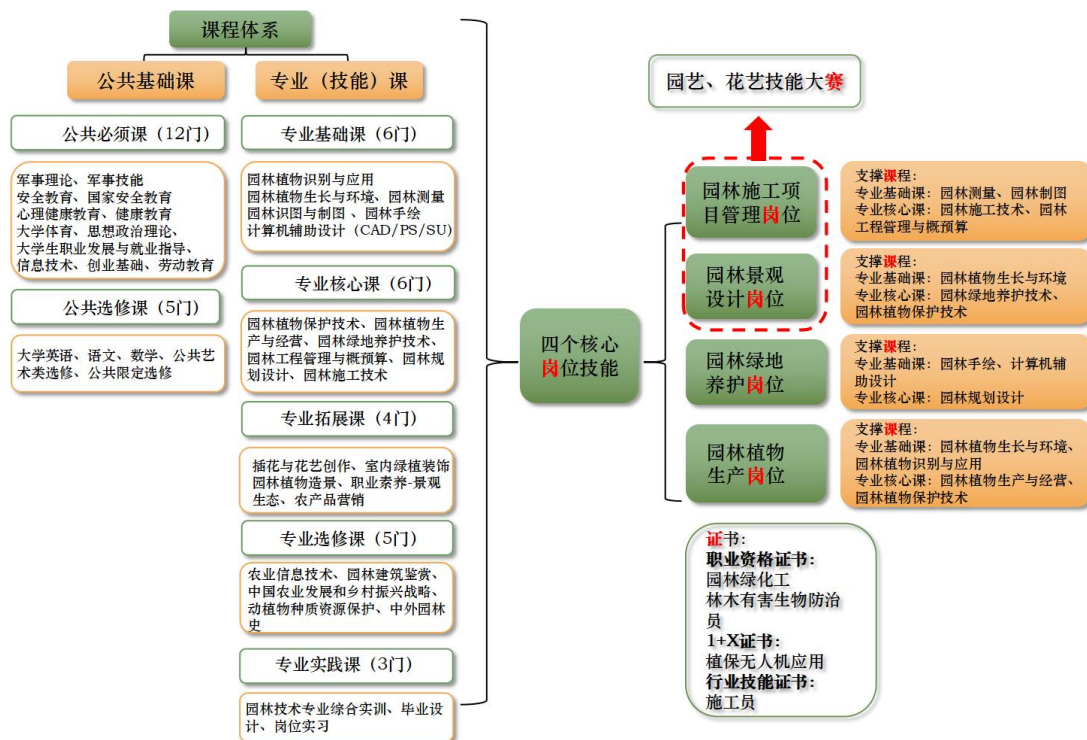 课程体系
公共基础课
专业（技能）课
公共必须课（12门）
军事理论、军事技能
安全教育、国家安全教育
心理健康教育、健康教育
大学体育、思想政治理论、
大学生职业发展与就业指导、
信息技术、创业基础、劳动教育
公共选修课（5门）
大学英语、语文、数学、公共艺
术类选修、公共限定选修
专业基础课（6门）
园林植物识别与应用
园林植物生长与环境、园林测量
园林识图与制图 、园林手绘
计算机辅助设计（CAD/PS/SU）
专业核心课（6门）
园林植物保护技术、园林植物生
产与经营、园林绿地养护技术、
园林工程管理与概预算、园林规
划设计、园林施工技术
专业拓展课（4门）
插花与花艺创作、室内绿植装饰
园林植物造景、职业素养-景观
生态、农产品营销
专业选修课（5门）
农业信息技术、园林建筑鉴赏、
中国农业发展和乡村振兴战略、
动植物种质资源保护、中外园林
史
专业实践课（3门）
园林技术专业综合实训、毕业设
计、岗位实习
四个核心
岗位技能
园艺、花艺技能大赛
园林施工项
目管理岗位
支撑课程：
专业基础课：园林测量、园林制图
专业核心课：园林施工技术、园林
工程管理与概预算
园林景观
设计岗位
支撑课程：
专业基础课：园林植物生长与环境
专业核心课：园林绿地养护技术、
园林植物保护技术
园林绿地
养护岗位
支撑课程：
专业基础课：园林手绘、计算机辅
助设计
专业核心课：园林规划设计
园林植物
生产岗位
支撑课程：
专业基础课：园林植物生长与环境、
园林植物识别与应用
专业核心课：园林植物生产与经营、
园林植物保护技术
证书：
职业资格证书：
园林绿化工
林木有害生物防治
员
1+X证书：
植保无人机应用
行业技能证书：
施工员